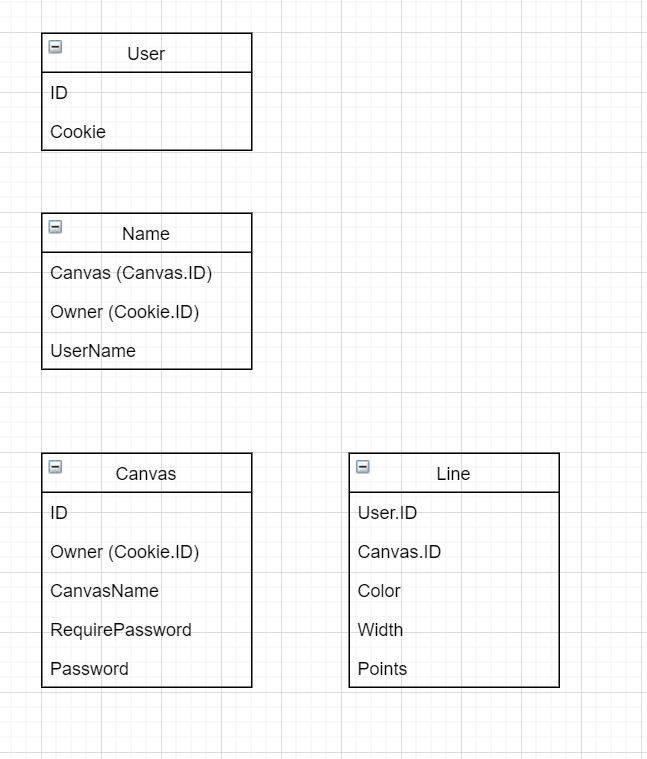 User
ID
Cookie
Name
Canvas (Canvas.ID)
Owner (Cookie.ID)
UserName
Canvas
ID
Owner (Cookie.ID)
CanvasName
RequirePassword
Password
Line
User.ID
Canvas.ID
Color
Width
Points